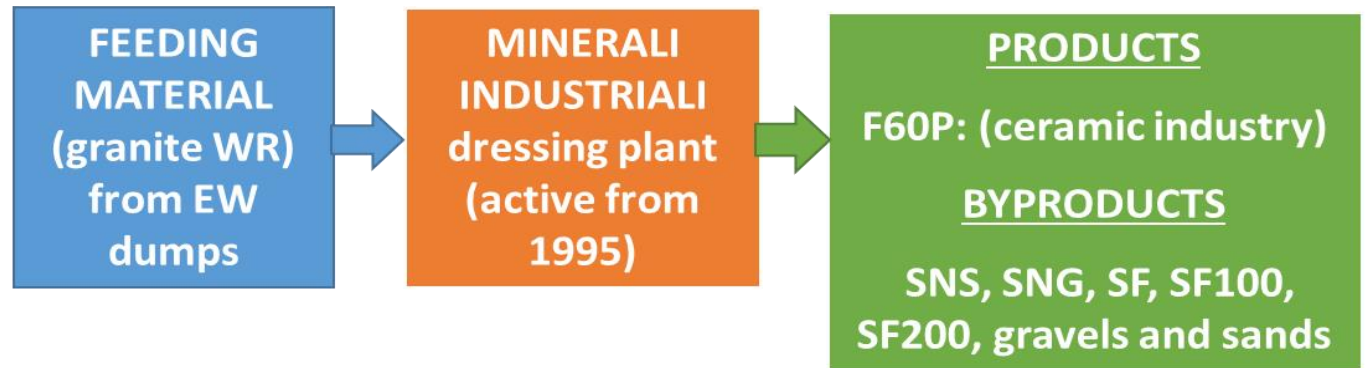 FEEDING
MATERIAL
(granite WR)
from EW
dumps
MINERALI
INDUSTRIALI
dressing plant
(active from
1995)
PRODUCTS
F60P: (ceramic industry)
BYPRODUCTS
SNS, SNG, SF, SF100,
SF200, gravels and sands